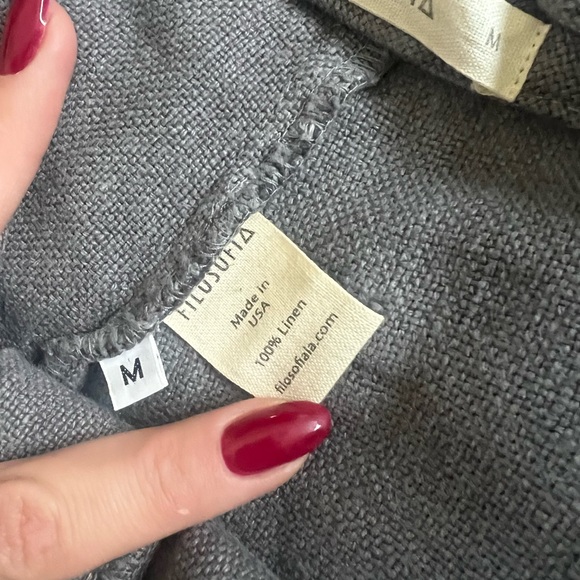 M
FILOSOFIA
Made in
USA
100% Linen
filosofiala.com
M